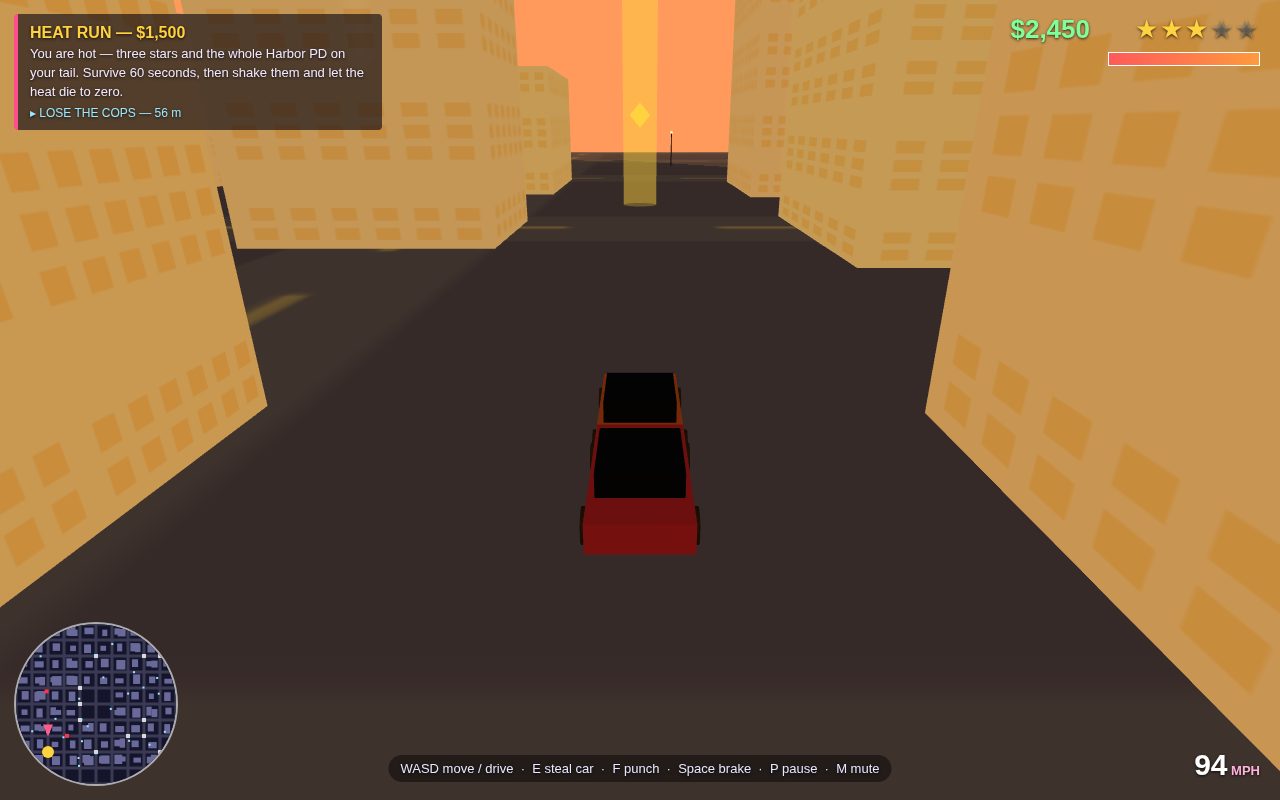 HEAT RUN — $1,500
You are hot — three stars and the whole Harbor PD on
your tail. Survive 60 seconds, then shake them and let the
heat die to zero.
▸ LOSE THE COPS — 56 m
$2,450 ★★★★★
WASD move / drive · E steal car · F punch · Space brake · P pause · M mute
94 MPH